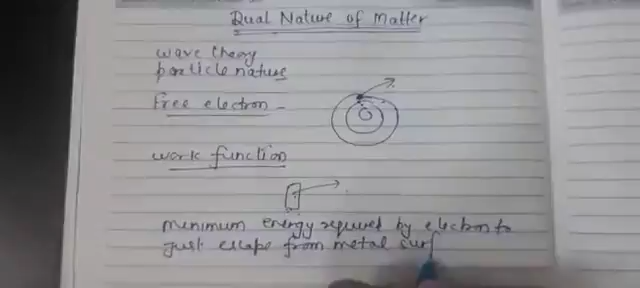 Dual Nature of Matter
wave theory
particle nature
Free electron -
work function
minimum energy required by electron to
just escape from metal surf